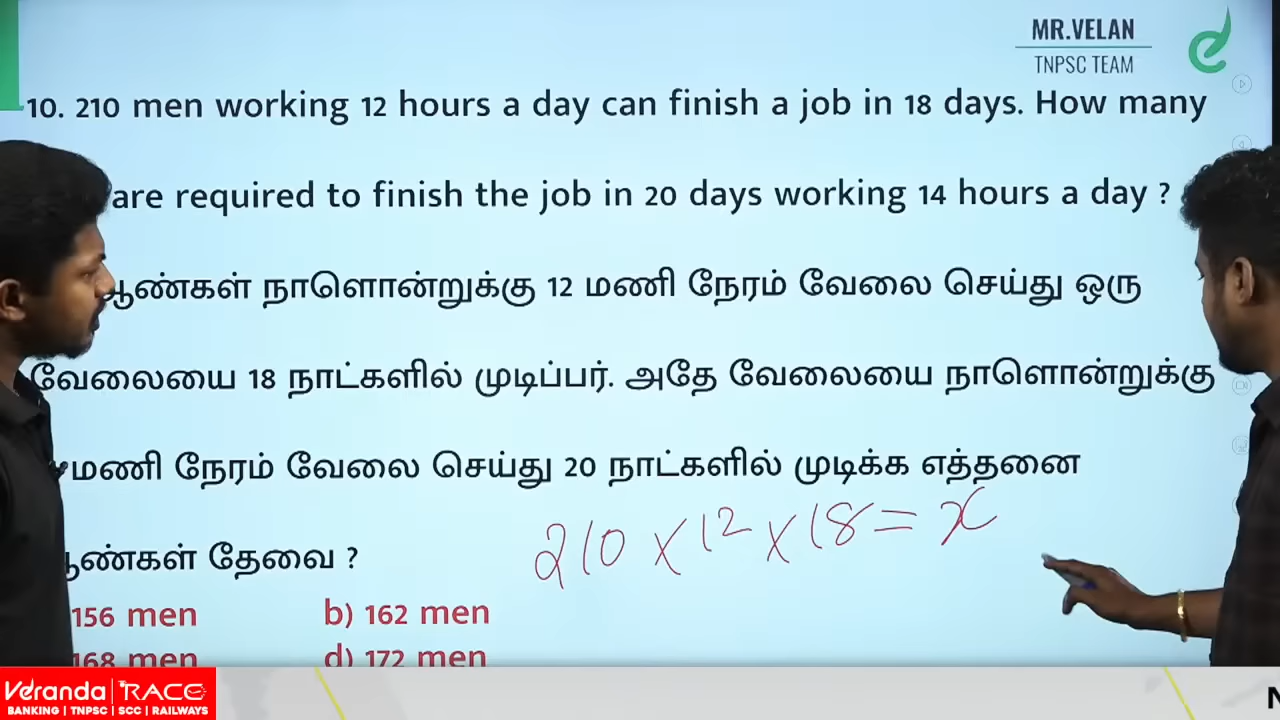 MR.VELAN
TNPSC TEAM
10. 210 men working 12 hours a day can finish a job in 18 days. How many
are required to finish the job in 20 days working 14 hours a day ?
ஆண்கள் நாளொன்றுக்கு 12 மணி நேரம் வேலை செய்து ஒரு
வேலையை 18 நாட்களில் முடிப்பர். அதே வேலையை நாளொன்றுக்கு
மணி நேரம் வேலை செய்து 20 நாட்களில் முடிக்க எத்தனை
ஆண்கள் தேவை ?
210 x 12 x 18 = x
156 men b) 162 men
168 men d) 172 men
Veranda RACE
BANKING | TNPSC | SCC | RAILWAYS
N